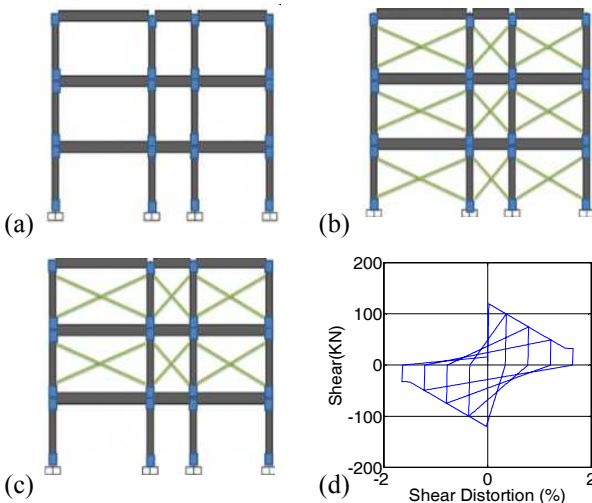 (a)
(b)
(c)
(d)
Shear(KN)
200
100
0
-100
-200
-2
0
2
Shear Distortion (%)